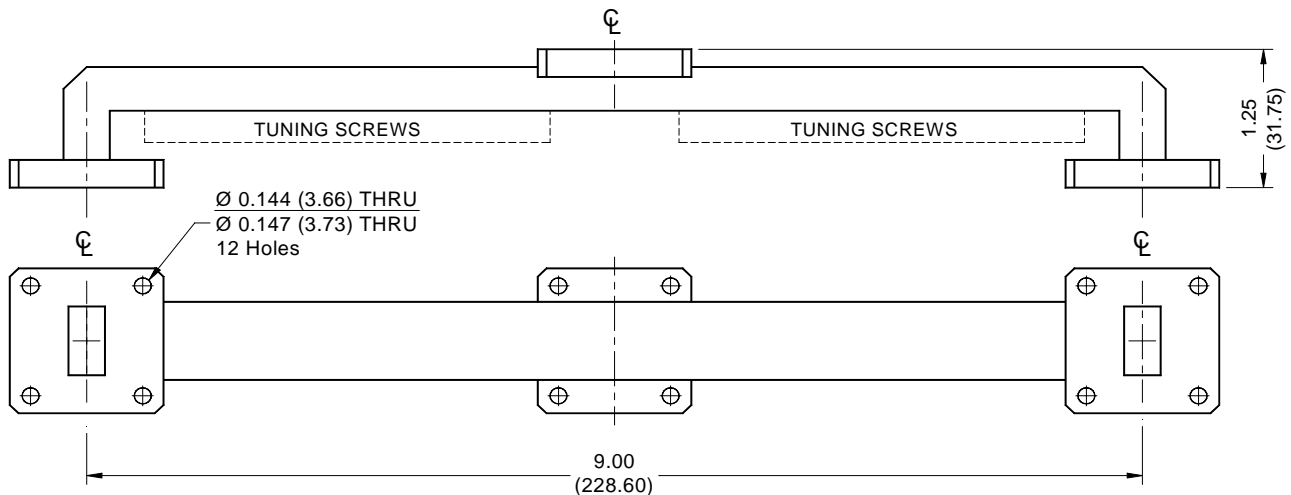 ℄
TUNING SCREWS TUNING SCREWS
1.25
(31.75)
Ø 0.144 (3.66) THRU
Ø 0.147 (3.73) THRU
12 Holes
℄ ℄
9.00
(228.60)